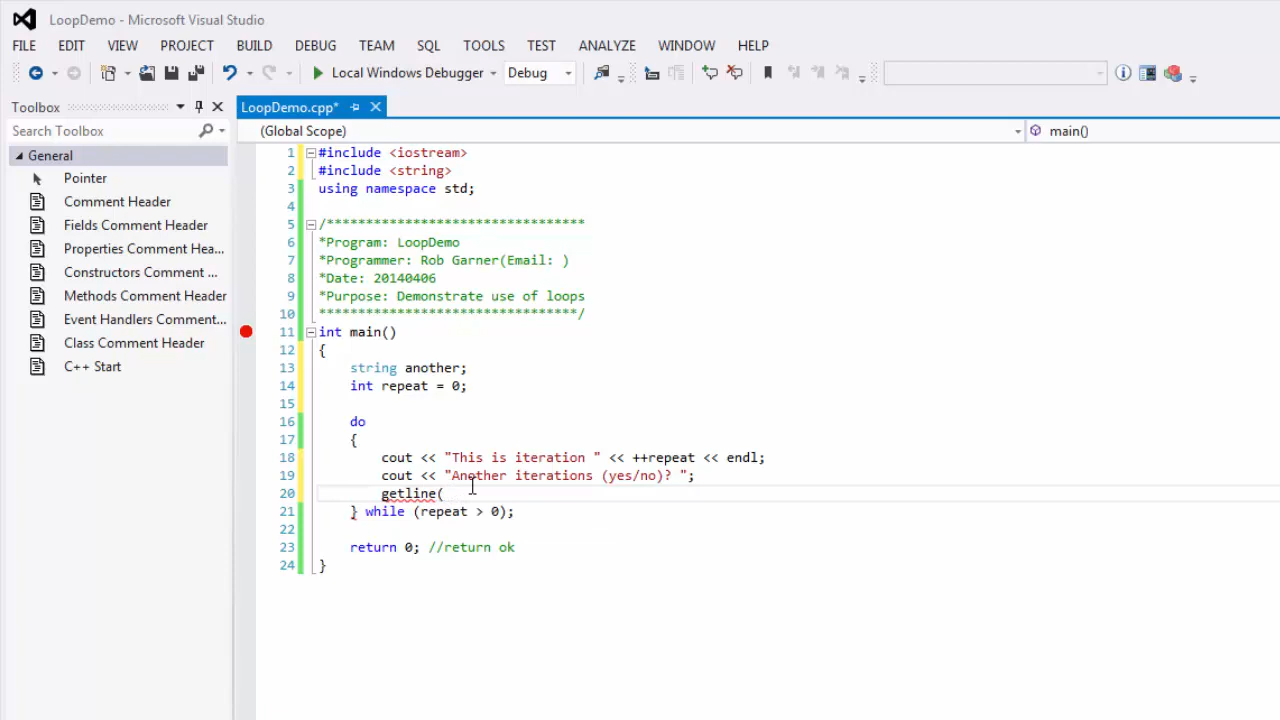 LoopDemo - Microsoft Visual Studio
FILE EDIT VIEW PROJECT BUILD DEBUG TEAM SQL TOOLS TEST ANALYZE WINDOW HELP
Local Windows Debugger Debug
Toolbox
LoopDemo.cpp*
Search Toolbox
(Global Scope)
main()
General
Pointer
Comment Header
Fields Comment Header
Properties Comment Hea...
Constructors Comment ...
Methods Comment Header
Event Handlers Comment...
Class Comment Header
C++ Start
1 #include <iostream>
2 #include <string>
3 using namespace std;
4
5 /*********************************
6 *Program: LoopDemo
7 *Programmer: Rob Garner(Email: )
8 *Date: 20140406
9 *Purpose: Demonstrate use of loops
10 *********************************/
11 int main()
12 {
13 string another;
14 int repeat = 0;
15
16 do
17 {
18 cout << "This is iteration " << ++repeat << endl;
19 cout << "Another iterations (yes/no)? ";
20 getline(
21 } while (repeat > 0);
22
23 return 0; //return ok
24 }